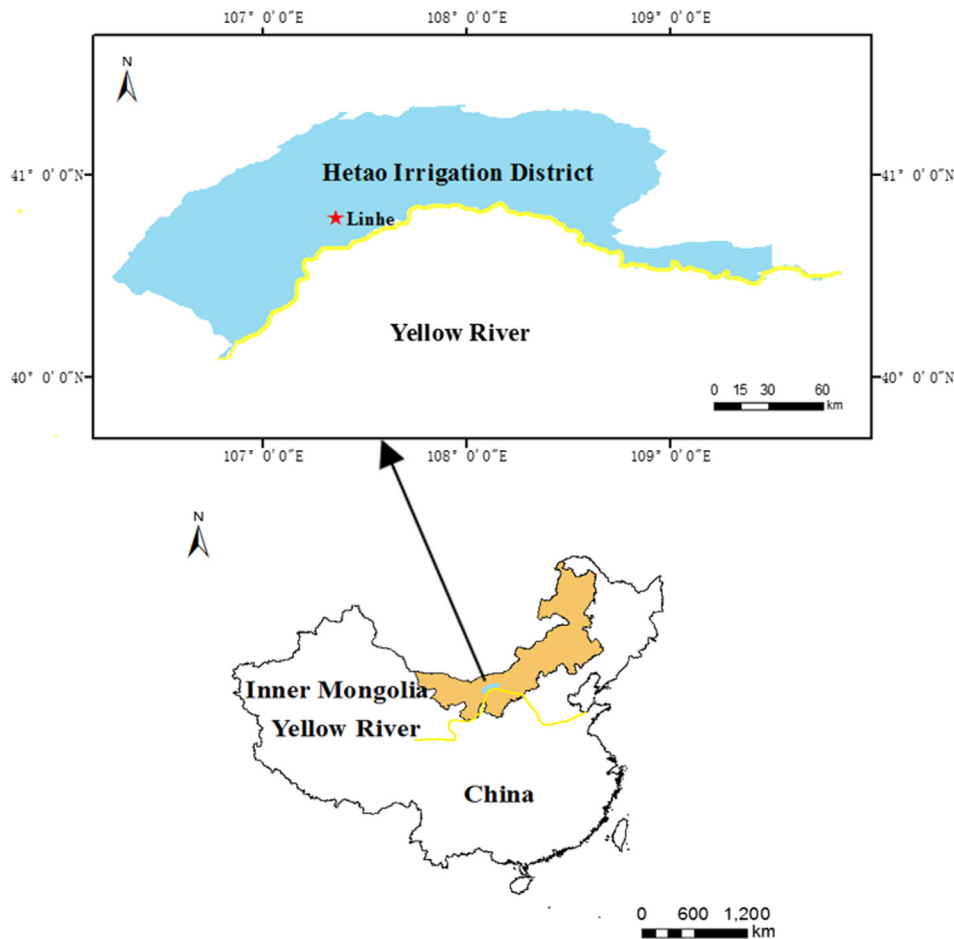 107° 0′0″E 108° 0′0″E 109° 0′0″E
N
41° 0′0″N 41° 0′0″N
Hetao Irrigation District
Linhe
Yellow River
40° 0′0″N 40° 0′0″N
0 15 30 60
km
107° 0′0″E 108° 0′0″E 109° 0′0″E
N
Inner Mongolia
Yellow River
China
0 600 1,200
km